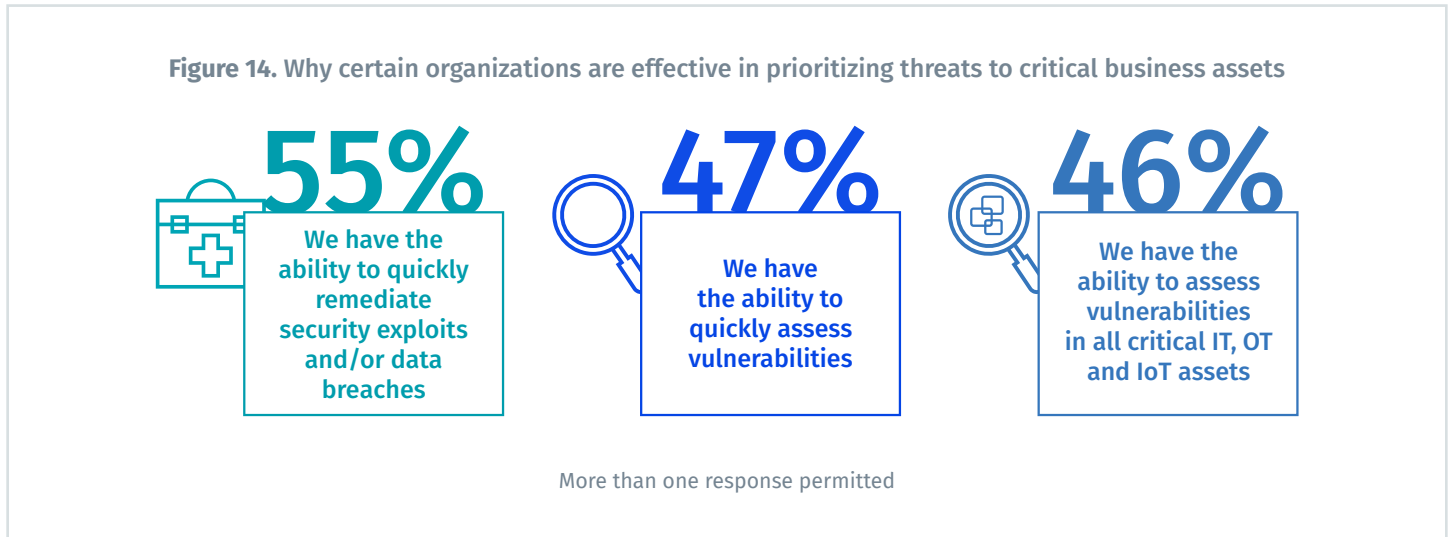 Figure 14. Why certain organizations are effective in prioritizing threats to critical business assets
55%
We have the
ability to quickly
remediate
security exploits
and/or data
breaches
47%
We have
the ability to
quickly assess
vulnerabilities
46%
We have the
ability to assess
vulnerabilities
in all critical IT, OT
and IoT assets
More than one response permitted